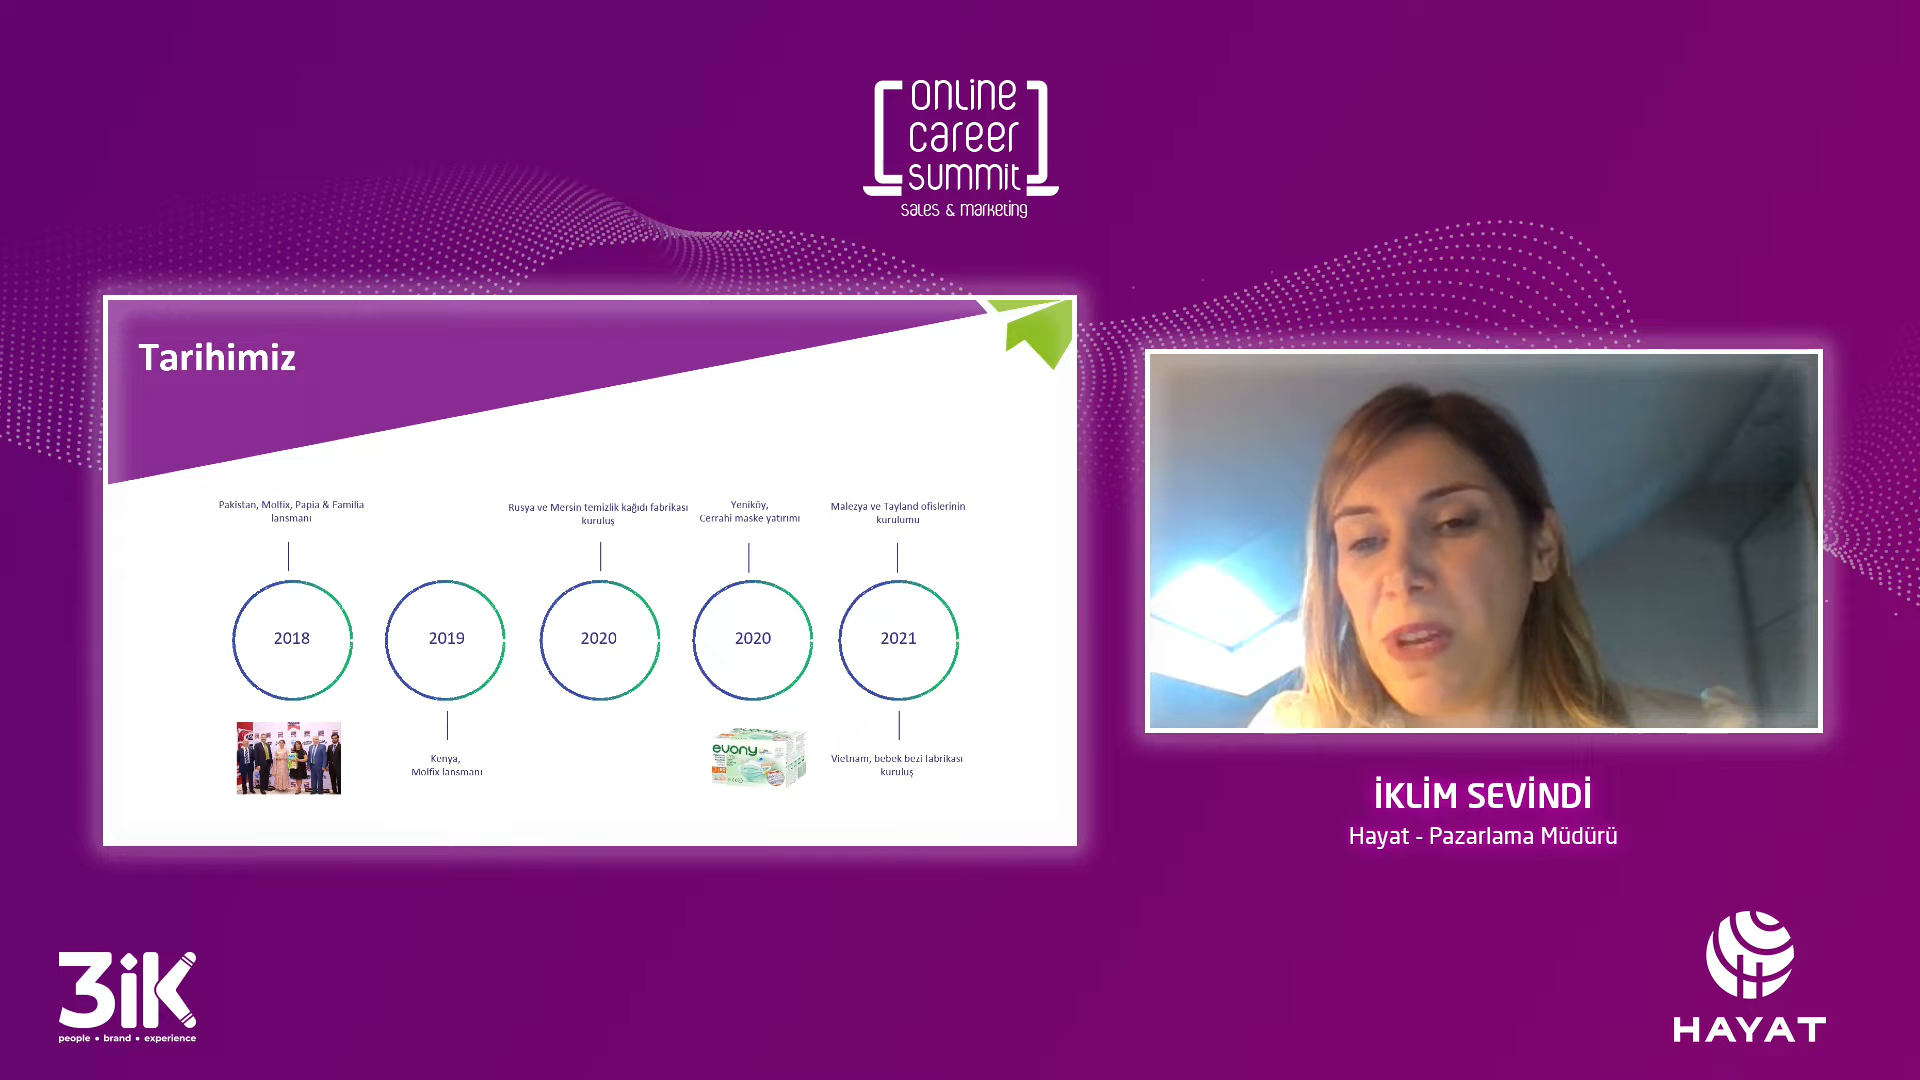 online
career
summit
sales & marketing
Tarihimiz
Pakistan, Molfix, Papia & Familia
lansmanı
Rusya ve Mersin temizlik kağıdı fabrikası
kuruluş
Yeniköy,
Cerrahi maske yatırımı
Malezya ve Tayland ofislerinin
kurulumu
2018
2019
2020
2020
2021
Kenya,
Molfix lansmanı
evony
Vietnam, bebek bezi fabrikası
kuruluş
İKLİM SEVİNDİ
Hayat - Pazarlama Müdürü
3iK
people • brand • experience
HAYAT